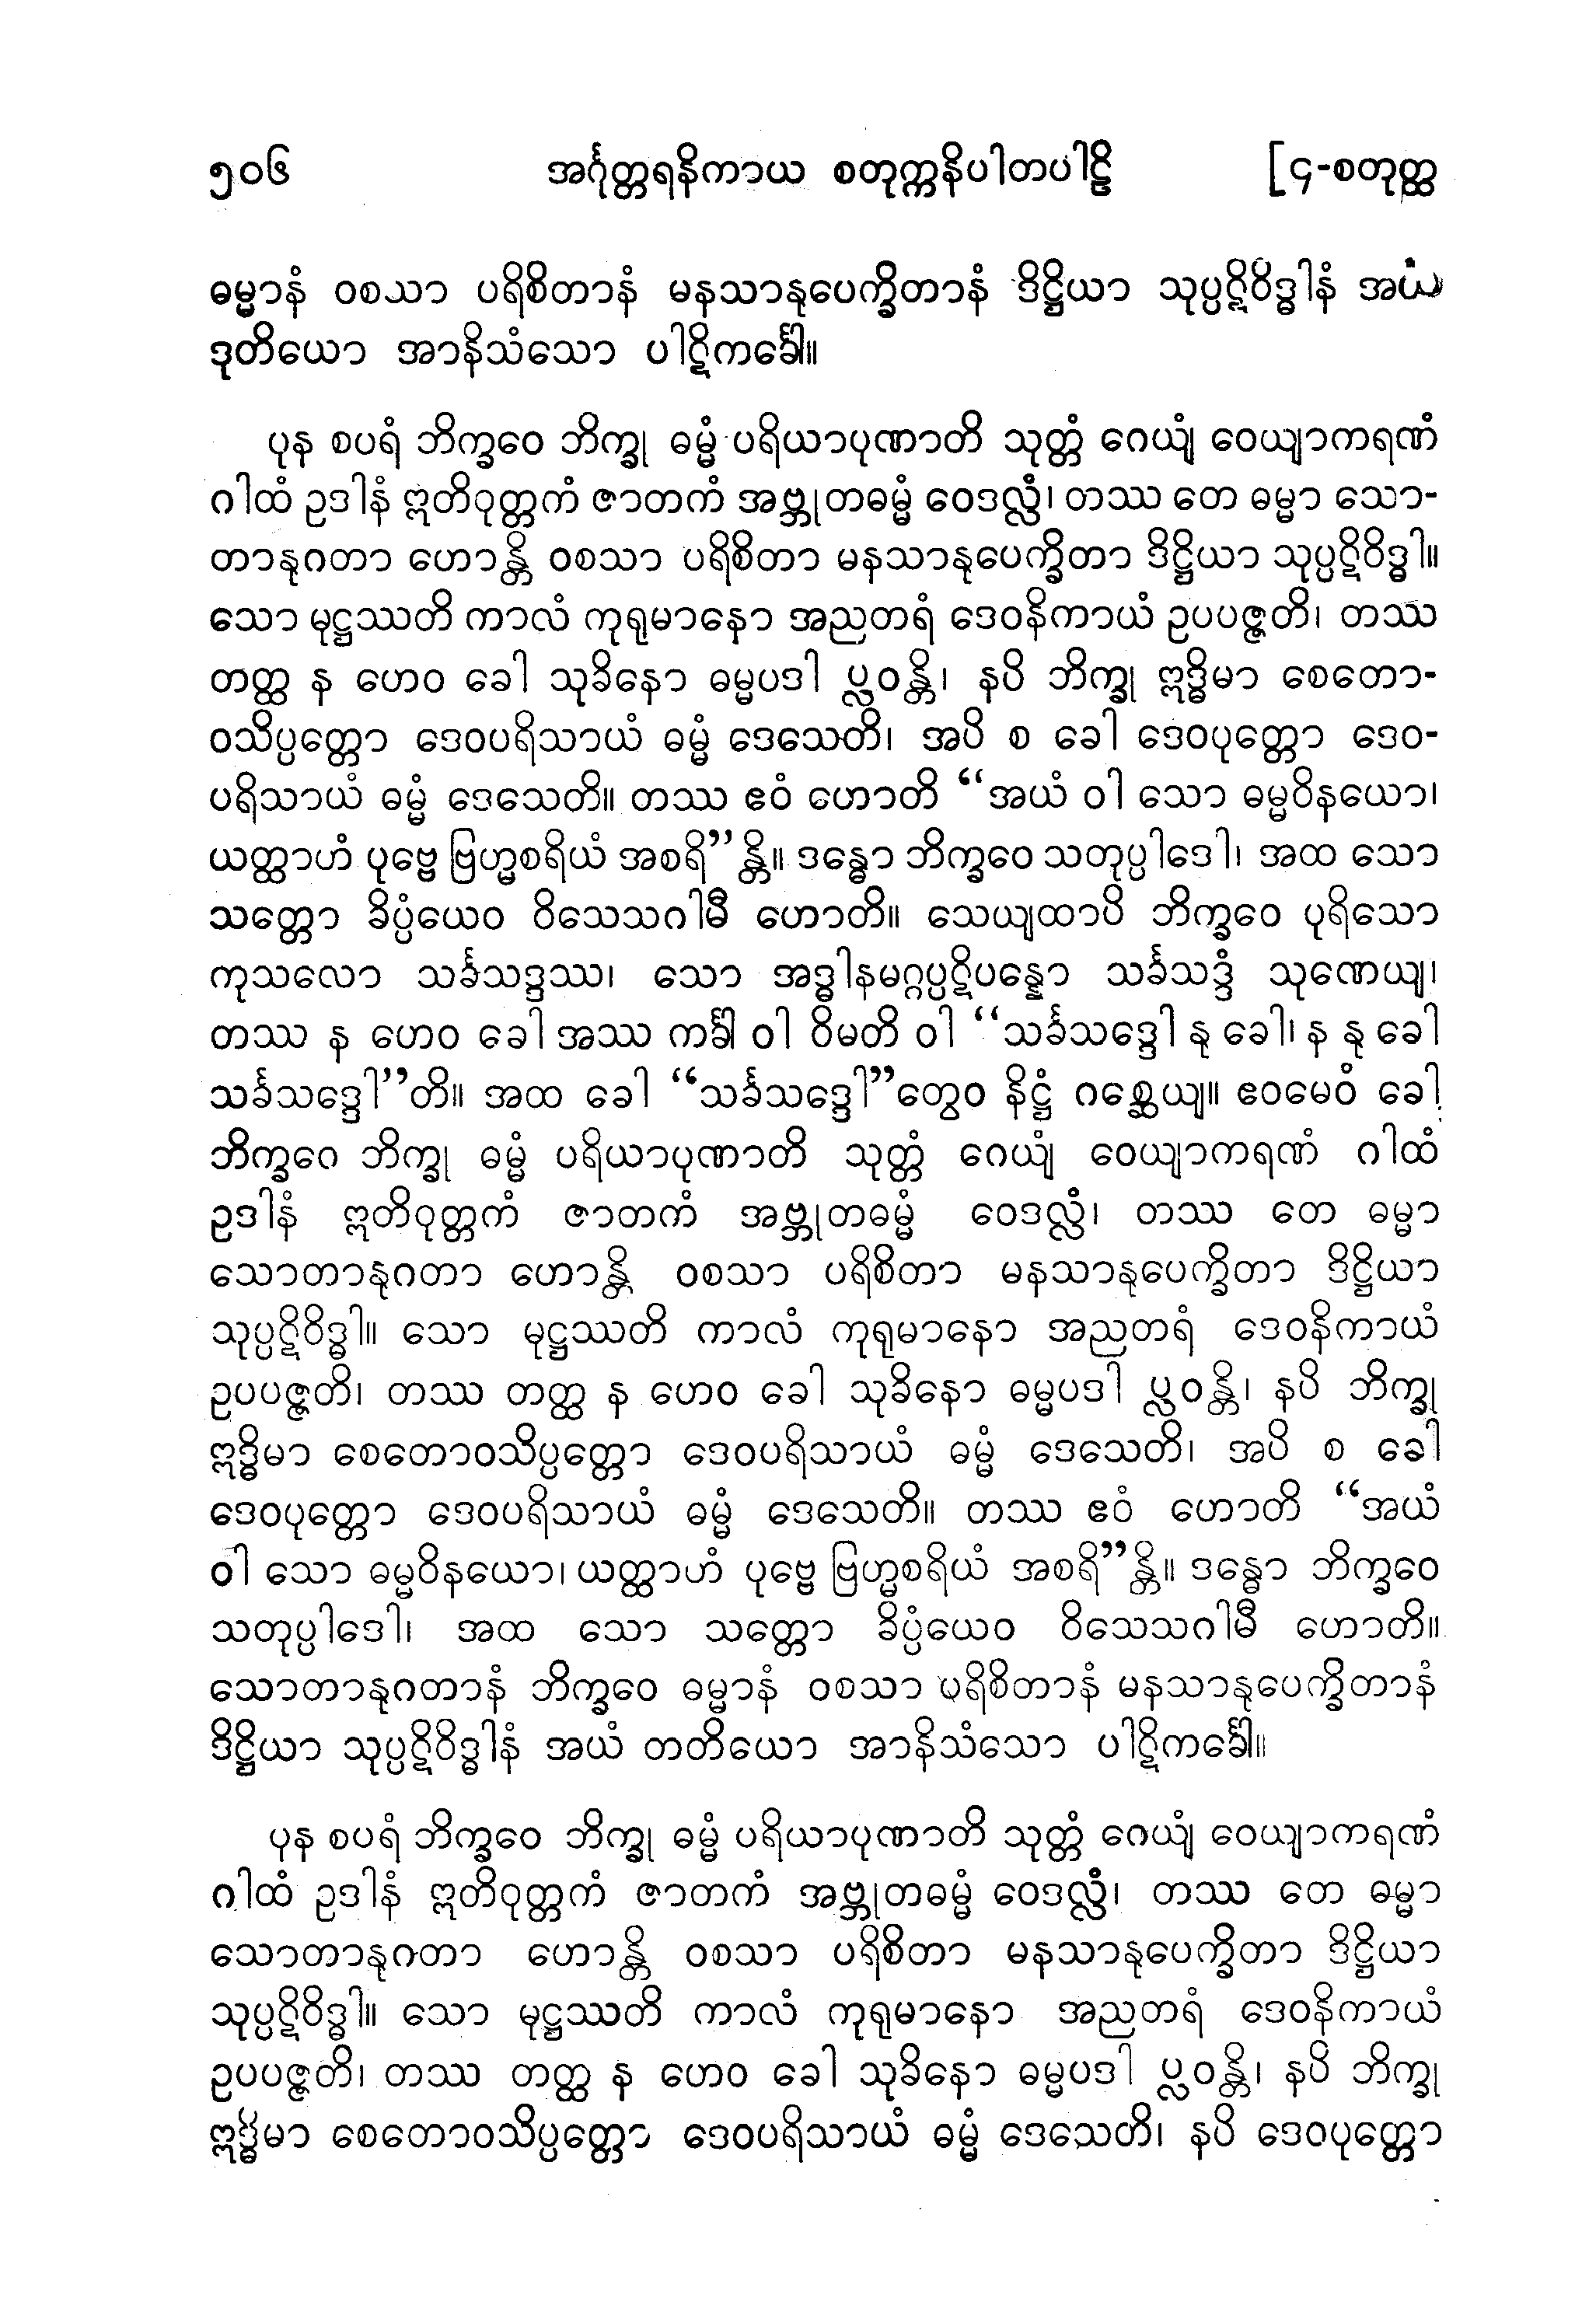 ၅၀၆ အင်္ဂုတ္တရနိကာယ စတုက္ကနိပါတပါဠိ [၄-စတုတ္ထ
ဓမ္မာနံ ဝစသာ ပရိစိတာနံ မနသာနုပေက္ခိတာနံ ဒိဋ္ဌိယာ သုပ္ပဋိဝိဒ္ဓါနံ အယံ
ဒုတိယော အာနိသံသော ပါဋိကင်္ခေါ။
ပုန စပရံ ဘိက္ခဝေ ဘိက္ခု ဓမ္မံ ပရိယာပုဏာတိ သုတ္တံ ဂေယျံ ဝေယျာကရဏံ
ဂါထံ ဥဒါနံ ဣတိဝုတ္တကံ ဇာတကံ အဗ္ဘုတဓမ္မံ ဝေဒလ္လံ၊ တဿ တေ ဓမ္မာ သော-
တာနုဂတာ ဟောန္တိ ဝစသာ ပရိစိတာ မနသာနုပေက္ခိတာ ဒိဋ္ဌိယာ သုပ္ပဋိဝိဒ္ဓါ။
သော မုဋ္ဌဿတိ ကာလံ ကုရုမာနော အညတရံ ဒေဝနိကာယံ ဥပပဇ္ဇတိ၊ တဿ
တတ္ထ န ဟေဝ ခေါ သုခိနော ဓမ္မပဒါ ပ္လဝန္တိ၊ နပိ ဘိက္ခု ဣဒ္ဓိမာ စေတော-
ဝသိပ္ပတ္တော ဒေဝပရိသာယံ ဓမ္မံ ဒေသေတိ၊ အပိ စ ခေါ ဒေဝပုတ္တော ဒေဝ-
ပရိသာယံ ဓမ္မံ ဒေသေတိ။ တဿ ဧဝံ ဟောတိ “အယံ ဝါ သော ဓမ္မဝိနယော၊
ယတ္ထာဟံ ပုဗ္ဗေ ဗြဟ္မစရိယံ အစရိ”န္တိ။ ဒန္ဓော ဘိက္ခဝေ သတုပ္ပါဒေါ၊ အထ သော
သတ္တော ခိပ္ပံယေဝ ဝိသေသဂါမီ ဟောတိ။ သေယျထာပိ ဘိက္ခဝေ ပုရိသော
ကုသလော သင်္ခသဒ္ဒဿ၊ သော အဒ္ဓါနမဂ္ဂပ္ပဋိပန္နော သင်္ခသဒ္ဒံ သုဏေယျ၊
တဿ န ဟေဝ ခေါ အဿ ကင်္ခါ ဝါ ဝိမတိ ဝါ “သင်္ခသဒ္ဒေါ နု ခေါ၊ န နု ခေါ
သင်္ခသဒ္ဒေါ”တိ။ အထ ခေါ “သင်္ခသဒ္ဒေါ”တွေဝ နိဋ္ဌံ ဂစ္ဆေယျ။ ဧဝမေဝံ ခေါ
ဘိက္ခဝေ ဘိက္ခု ဓမ္မံ ပရိယာပုဏာတိ သုတ္တံ ဂေယျံ ဝေယျာကရဏံ ဂါထံ
ဥဒါနံ ဣတိဝုတ္တကံ ဇာတကံ အဗ္ဘုတဓမ္မံ ဝေဒလ္လံ၊ တဿ တေ ဓမ္မာ
သောတာနုဂတာ ဟောန္တိ ဝစသာ ပရိစိတာ မနသာနုပေက္ခိတာ ဒိဋ္ဌိယာ
သုပ္ပဋိဝိဒ္ဓါ။ သော မုဋ္ဌဿတိ ကာလံ ကုရုမာနော အညတရံ ဒေဝနိကာယံ
ဥပပဇ္ဇတိ၊ တဿ တတ္ထ န ဟေဝ ခေါ သုခိနော ဓမ္မပဒါ ပ္လဝန္တိ၊ နပိ ဘိက္ခု
ဣဒ္ဓိမာ စေတောဝသိပ္ပတ္တော ဒေဝပရိသာယံ ဓမ္မံ ဒေသေတိ၊ အပိ စ ခေါ
ဒေဝပုတ္တော ဒေဝပရိသာယံ ဓမ္မံ ဒေသေတိ။ တဿ ဧဝံ ဟောတိ “အယံ
ဝါ သော ဓမ္မဝိနယော၊ ယတ္ထာဟံ ပုဗ္ဗေ ဗြဟ္မစရိယံ အစရိ”န္တိ။ ဒန္ဓော ဘိက္ခဝေ
သတုပ္ပါဒေါ၊ အထ သော သတ္တော ခိပ္ပံယေဝ ဝိသေသဂါမီ ဟောတိ။
သောတာနုဂတာနံ ဘိက္ခဝေ ဓမ္မာနံ ဝစသာ ပရိစိတာနံ မနသာနုပေက္ခိတာနံ
ဒိဋ္ဌိယာ သုပ္ပဋိဝိဒ္ဓါနံ အယံ တတိယော အာနိသံသော ပါဋိကင်္ခေါ။
ပုန စပရံ ဘိက္ခဝေ ဘိက္ခု ဓမ္မံ ပရိယာပုဏာတိ သုတ္တံ ဂေယျံ ဝေယျာကရဏံ
ဂါထံ ဥဒါနံ ဣတိဝုတ္တကံ ဇာတကံ အဗ္ဘုတဓမ္မံ ဝေဒလ္လံ၊ တဿ တေ ဓမ္မာ
သောတာနုဂတာ ဟောန္တိ ဝစသာ ပရိစိတာ မနသာနုပေက္ခိတာ ဒိဋ္ဌိယာ
သုပ္ပဋိဝိဒ္ဓါ။ သော မုဋ္ဌဿတိ ကာလံ ကုရုမာနော အညတရံ ဒေဝနိကာယံ
ဥပပဇ္ဇတိ၊ တဿ တတ္ထ န ဟေဝ ခေါ သုခိနော ဓမ္မပဒါ ပ္လဝန္တိ၊ နပိ ဘိက္ခု
ဣဒ္ဓိမာ စေတောဝသိပ္ပတ္တော ဒေဝပရိသာယံ ဓမ္မံ ဒေသေတိ၊ နပိ ဒေဝပုတ္တော